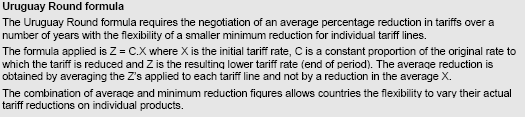 Uruguay Round formula
The Uruguay Round formula requires the negotiation of an average percentage reduction in tariffs over a
number of years with the flexibility of a smaller minimum reduction for individual tariff lines.
The formula applied is Z = C.X where X is the initial tariff rate, C is a constant proportion of the original rate to
which the tariff is reduced and Z is the resulting lower tariff rate (end of period). The average reduction is
obtained by averaging the Z's applied to each tariff line and not by a reduction in the average X.
The combination of average and minimum reduction figures allows countries the flexibility to vary their actual
tariff reductions on individual products.